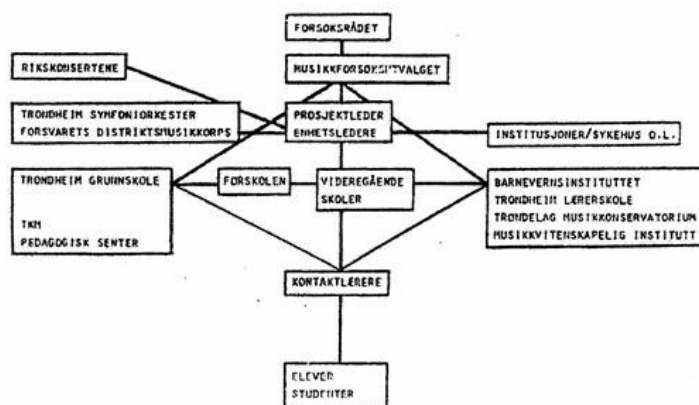 FORSØKSRÅDET
MUSIKKFORSØKSUTVALGET
RIKSKONSERTENE
TRONDHEIM SYMFONIORKESTER
FORSVARETS DISTRIKTSMUSIKKORPS
PROSJEKTLEDER
ENHETSLEDERE
INSTITUSJONER/SYKEHUS O.L.
TRONDHEIM GRUNNSKOLE
TKM
PEDAGOGISK SENTER
FØRSKOLEN
VIDEREGÅENDE
SKOLER
BARNEVERNSINSTITUTTET
TRONDHEIM LÆRERSKOLE
TRØNDELAG MUSIKKONSERVATORIUM
MUSIKKVITENSKAPELIG INSTITUTT
KONTAKTLÆRERE
ELEVER
STUDENTER